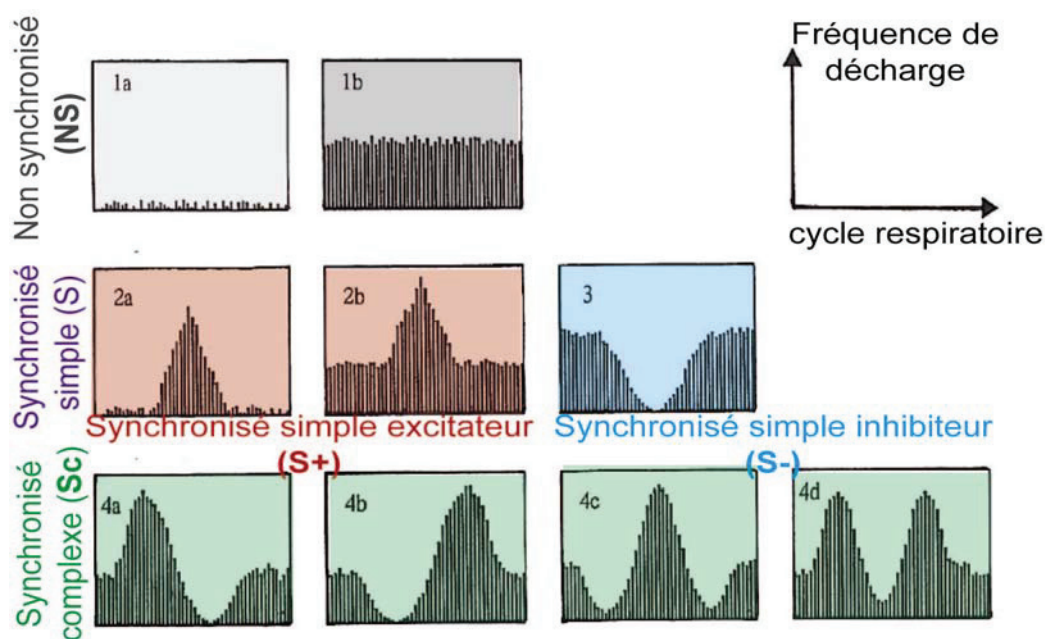 Non synchronisé
(NS)
1a
1b
Fréquence de
décharge
cycle respiratoire
Synchronisé
simple (S)
2a
2b
3
Synchronisé simple excitateur
(S+)
Synchronisé simple inhibiteur
(S-)
Synchronisé
complexe (Sc)
4a
4b
4c
4d